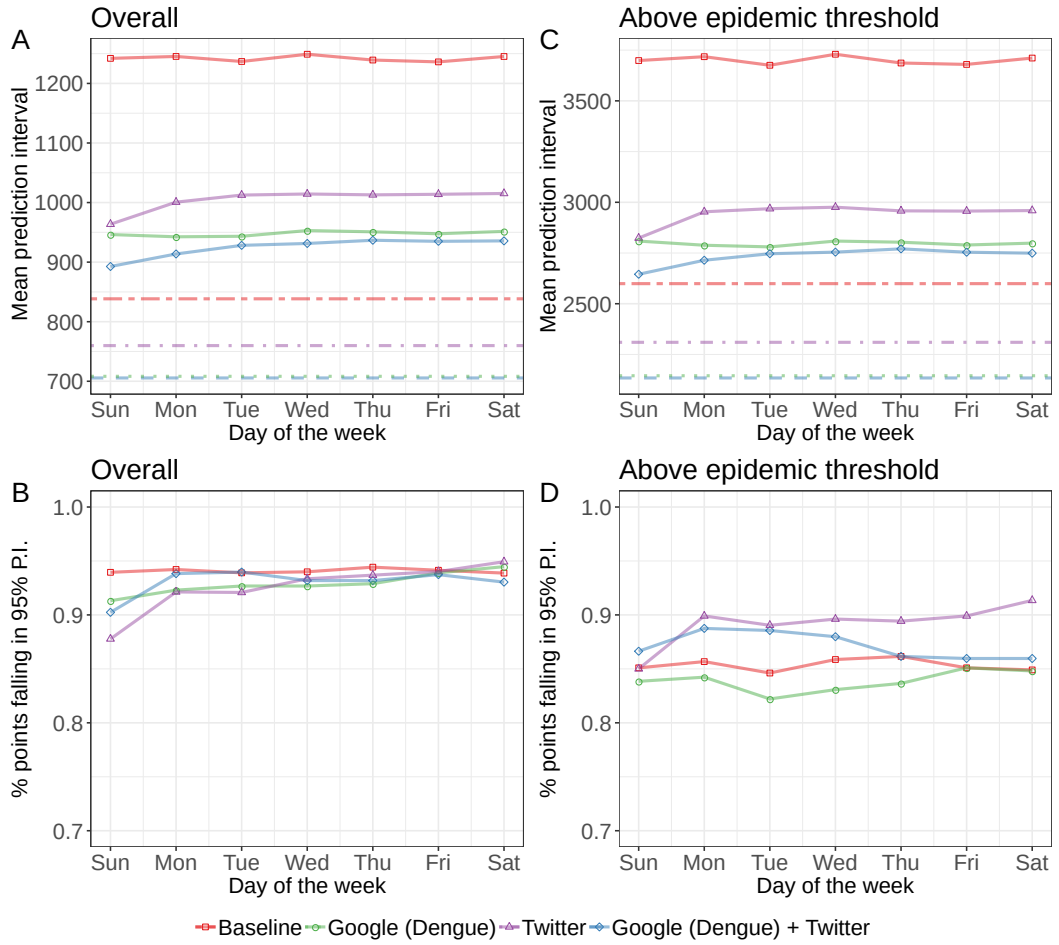 A
Overall
Mean prediction interval
1200
1100
1000
900
800
700
Sun Mon Tue Wed Thu Fri Sat
Day of the week
C
Above epidemic threshold
Mean prediction interval
3500
3000
2500
Sun Mon Tue Wed Thu Fri Sat
Day of the week
B
Overall
% points falling in 95% P.I.
1.0
0.9
0.8
0.7
Sun Mon Tue Wed Thu Fri Sat
Day of the week
D
Above epidemic threshold
% points falling in 95% P.I.
1.0
0.9
0.8
0.7
Sun Mon Tue Wed Thu Fri Sat
Day of the week
Baseline Google (Dengue) Twitter Google (Dengue) + Twitter